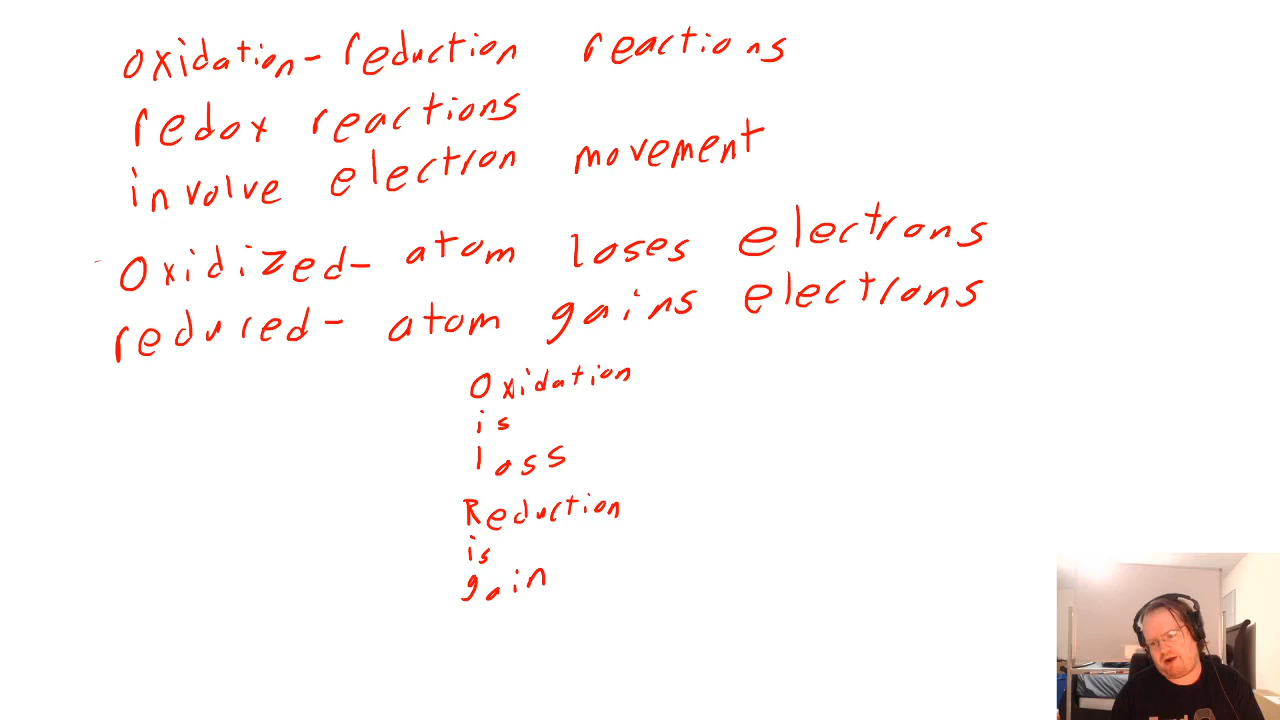 oxidation-reduction reactions
redox reactions
involve electron movement
Oxidized- atom loses electrons
reduced- atom gains electrons
Oxidation
is
loss
Reduction
is
gain